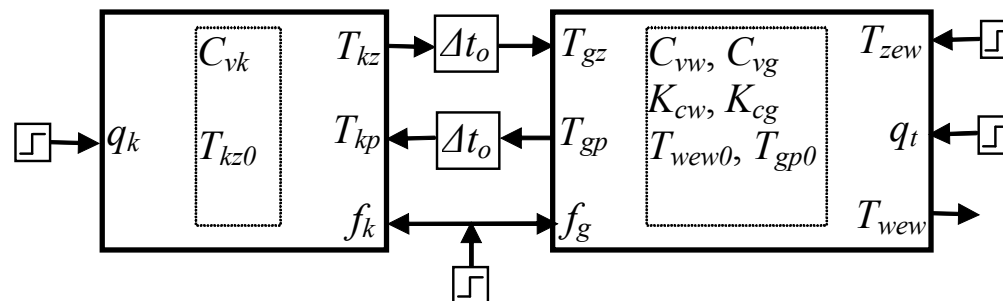 C_vk
T_kz0
q_k
T_kz
T_kp
f_k
Δt_o
Δt_o
T_gz
T_gp
f_g
C_vw, C_vg
K_cw, K_cg
T_wew0, T_gp0
T_zew
q_t
T_wew